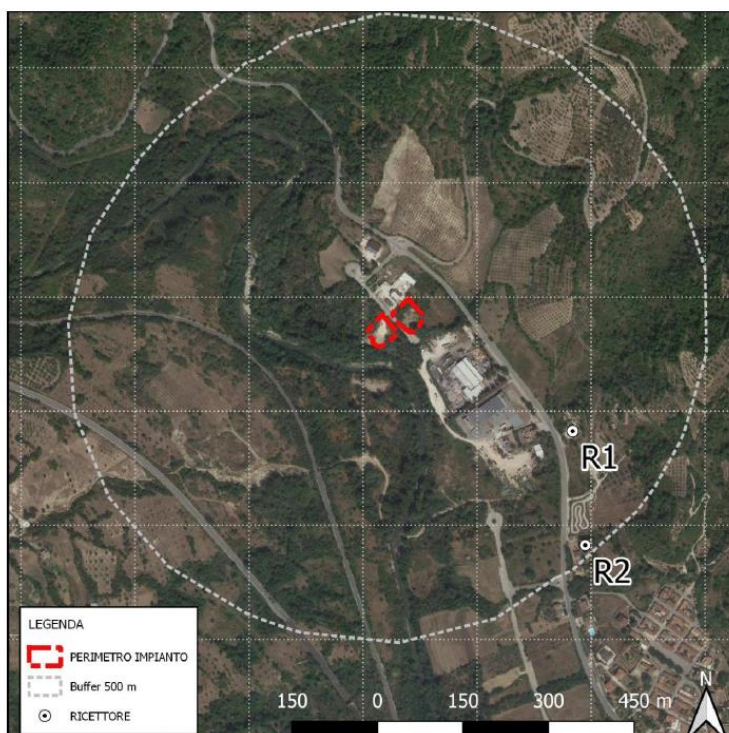 R1
R2
LEGENDA
PERIMETRO IMPIANTO
Buffer 500 m
RICETTORE
150 0 150 300 450 m
N